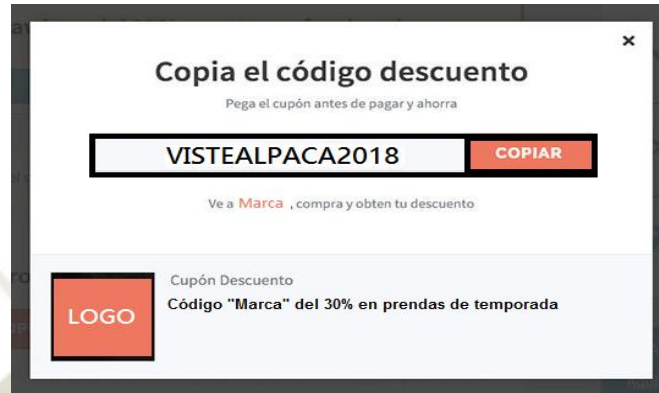 ×
Copia el código descuento
Pega el cupón antes de pagar y ahorra
VISTEALPACA2018 COPIAR
Ve a Marca , compra y obten tu descuento
LOGO
Cupón Descuento
Código "Marca" del 30% en prendas de temporada